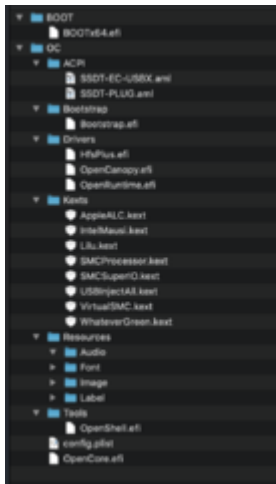 BOOT
BOOTx64.efi
OC
ACPI
SSDT-EC-USBX.aml
SSDT-PLUG.aml
Bootstrap
Bootstrap.efi
Drivers
HfsPlus.efi
OpenCanopy.efi
OpenRuntime.efi
Kexts
AppleALC.kext
IntelMausi.kext
Lilu.kext
SMCProcessor.kext
SMCSuperIO.kext
USBInjectAll.kext
VirtualSMC.kext
WhateverGreen.kext
Resources
Audio
Font
Image
Label
Tools
OpenShell.efi
config.plist
OpenCore.efi